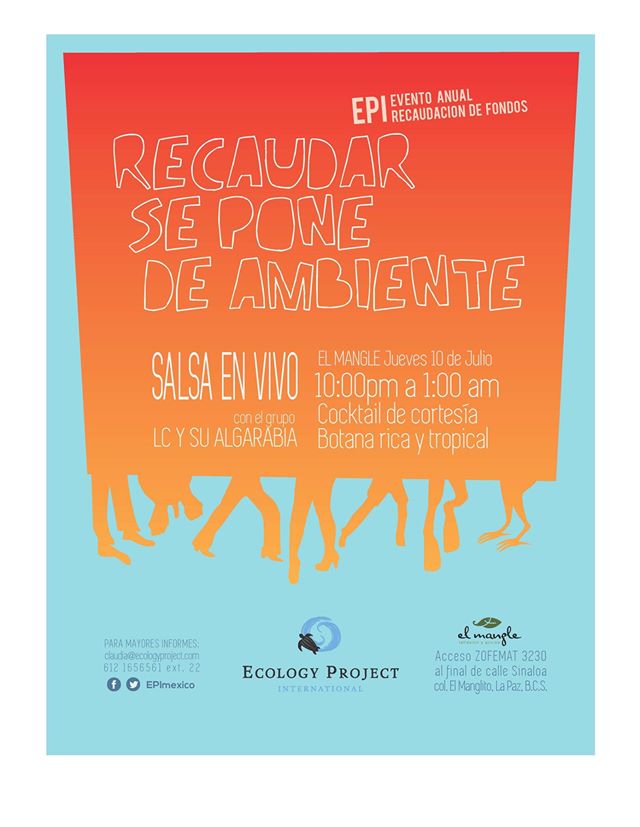 EPI EVENTO ANUAL
RECAUDACION DE FONDOS
RECAUDAR
SE PONE
DE AMBIENTE
SALSA EN VIVO
con el grupo
LC Y SU ALGARABIA
EL MANGLE Jueves 10 de Julio
10:00pm a 1:00 am
Cocktail de cortesía
Botana rica y tropical
PARA MAYORES INFORMES:
claudia@ecologyproject.com
612 1656561 ext. 22
EPImexico
ECOLOGY PROJECT
INTERNATIONAL
el mangle
Acceso ZOFEMAT 3230
al final de calle Sinaloa
col. El Manglito, La Paz, B.C.S.